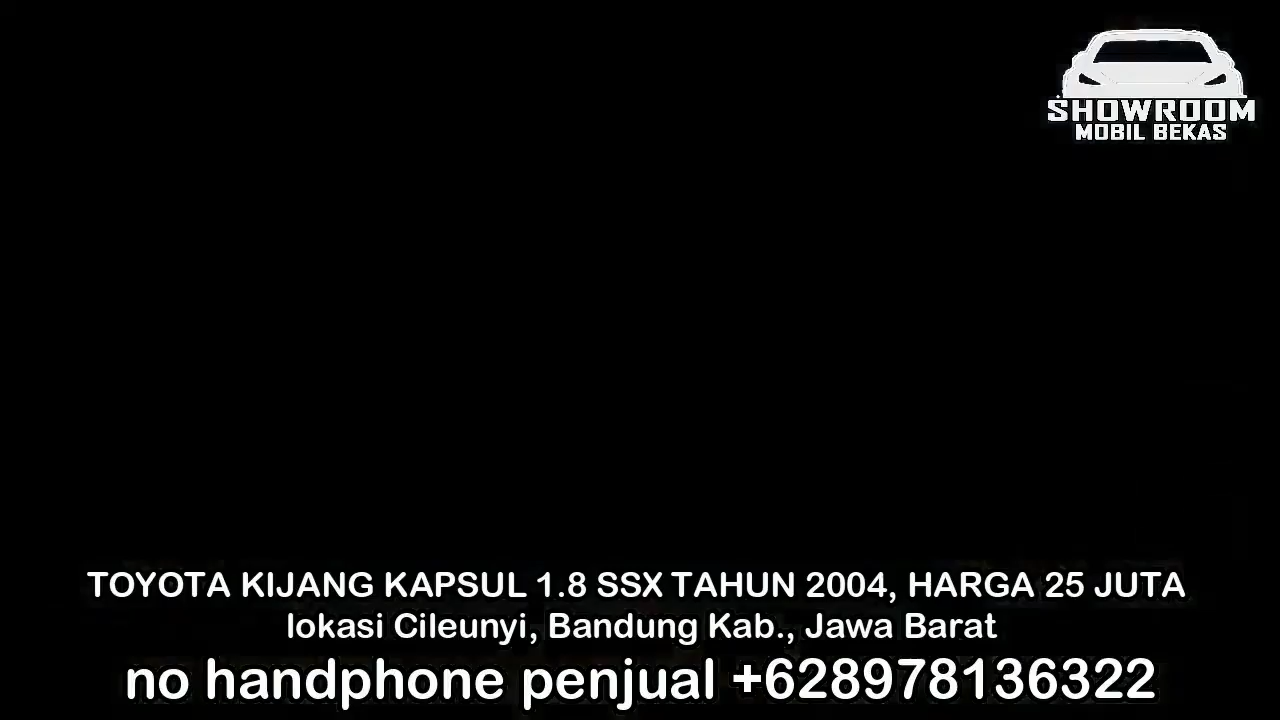 SHOWROOM
MOBIL BEKAS
TOYOTA KIJANG KAPSUL 1.8 SSX TAHUN 2004, HARGA 25 JUTA
lokasi Cileunyi, Bandung Kab., Jawa Barat
no handphone penjual +628978136322